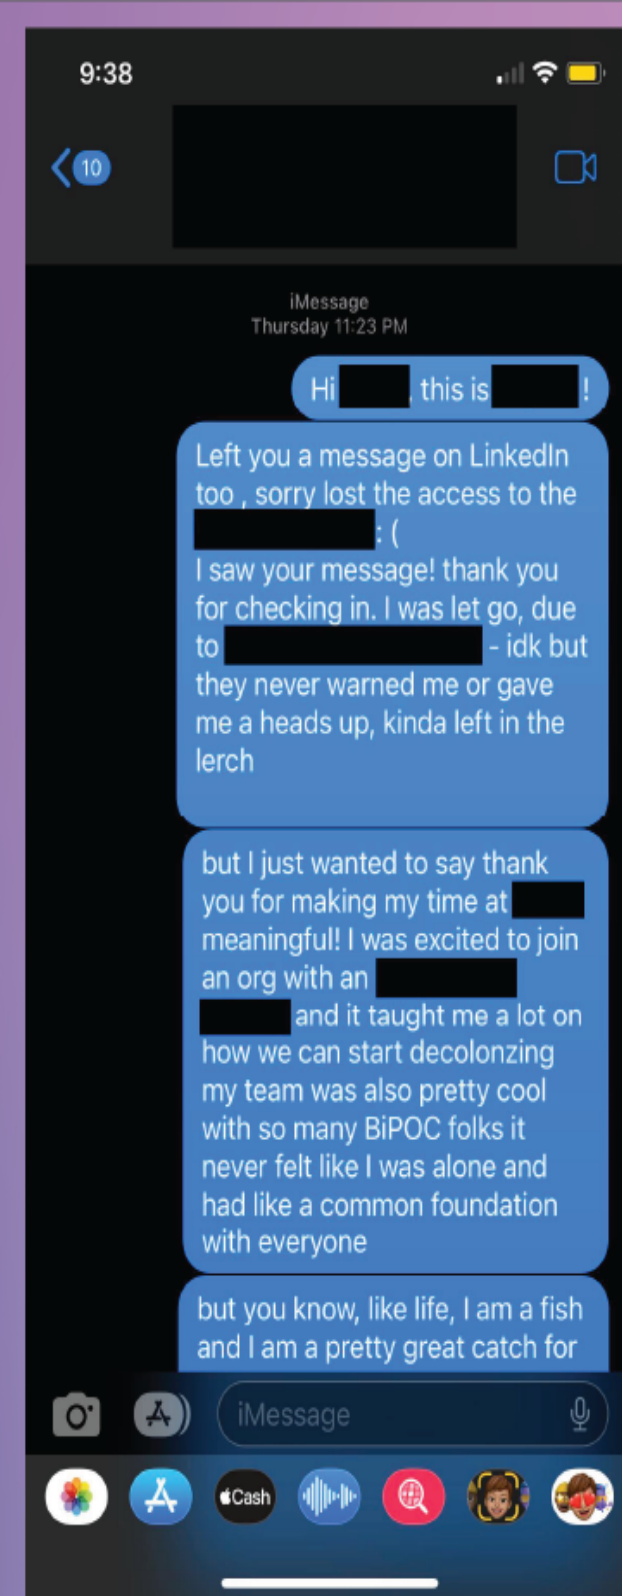 9:38
10
iMessage
Thursday 11:23 PM
Hi , this is !
Left you a message on LinkedIn
too , sorry lost the access to the
: (
I saw your message! thank you
for checking in. I was let go, due
to - idk but
they never warned me or gave
me a heads up, kinda left in the
lerch
but I just wanted to say thank
you for making my time at
meaningful! I was excited to join
an org with an
and it taught me a lot on
how we can start decolonzing
my team was also pretty cool
with so many BiPOC folks it
never felt like I was alone and
had like a common foundation
with everyone
but you know, like life, I am a fish
and I am a pretty great catch for
iMessage
Cash